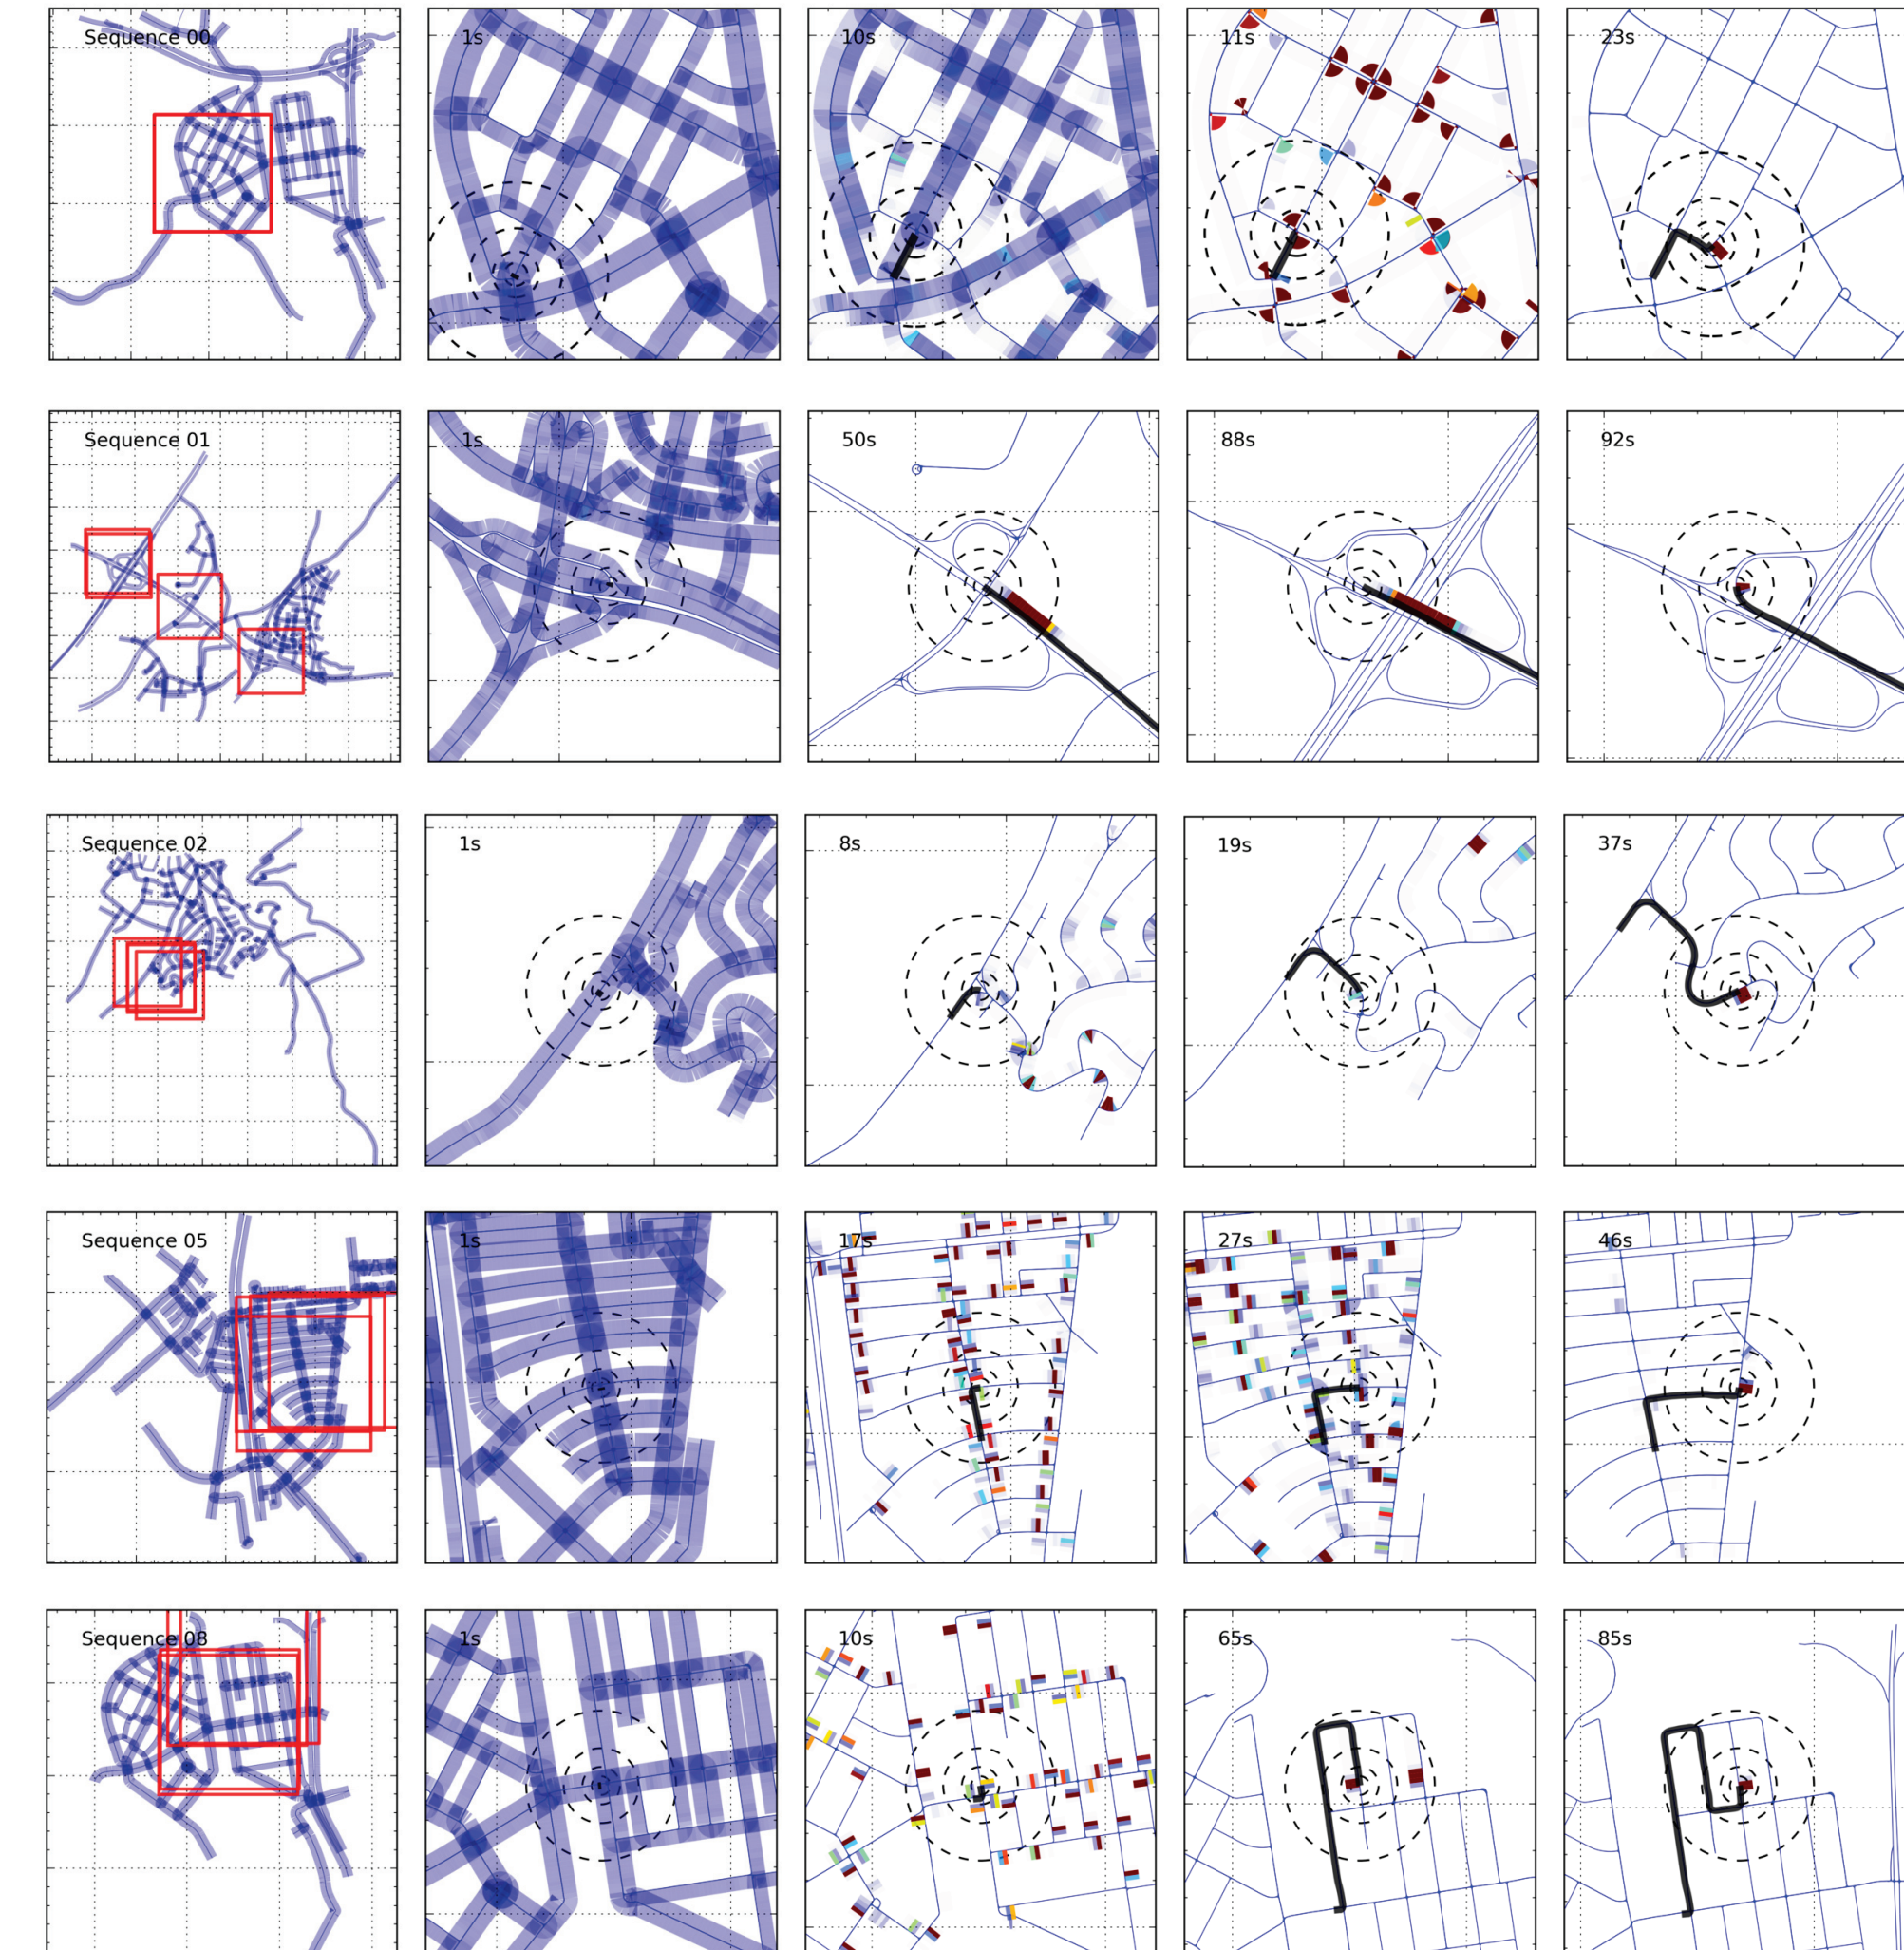 Sequence 00
1s
10s
11s
23s
Sequence 01
1s
50s
88s
92s
Sequence 02
1s
8s
19s
37s
Sequence 05
1s
17s
27s
46s
Sequence 08
1s
10s
65s
85s